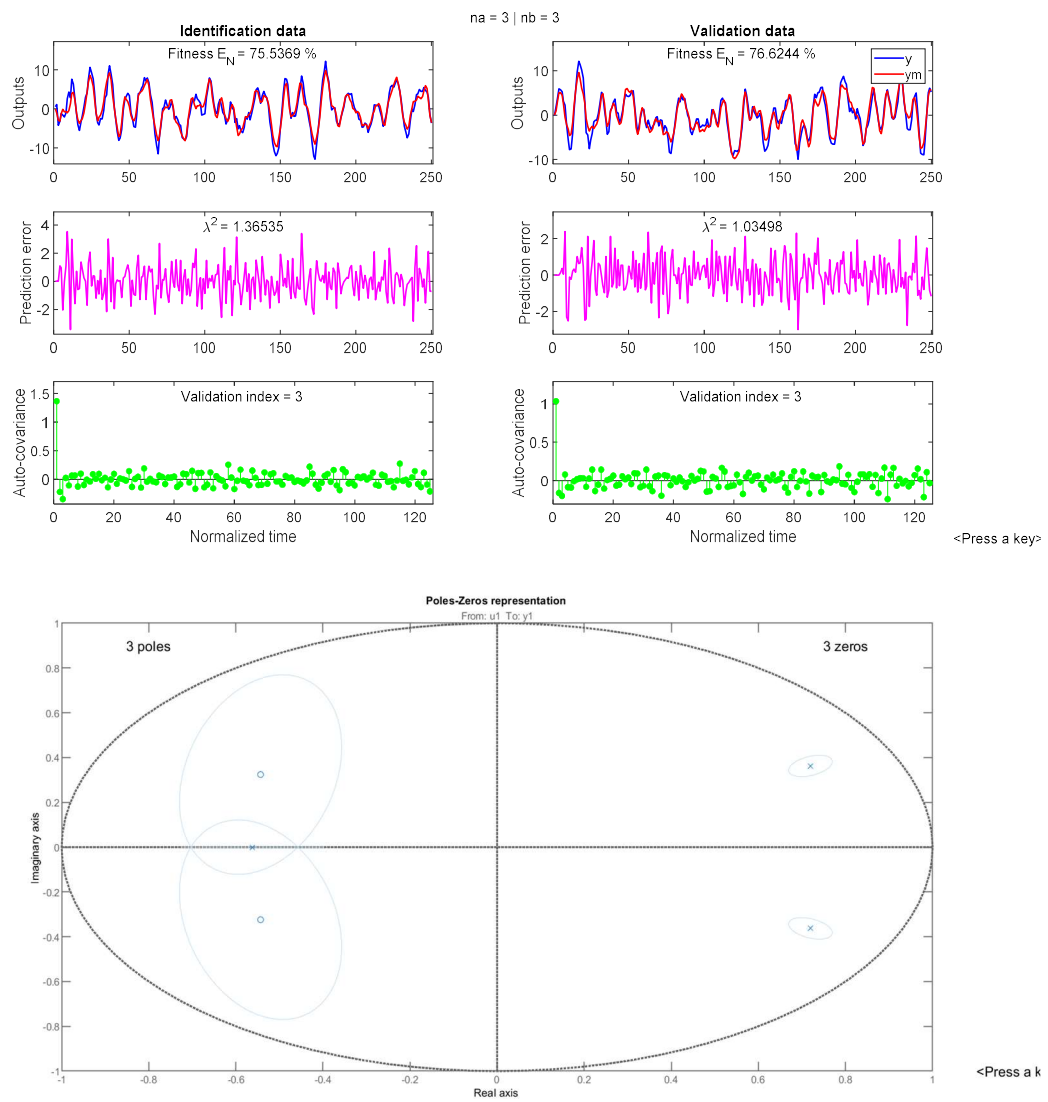 na = 3 | nb = 3
Identification data
Fitness E_N = 75.5369 %
Outputs
10
0
-10
0 50 100 150 200 250
Validation data
Fitness E_N = 76.6244 %
y
ym
Outputs
10
0
-10
0 50 100 150 200 250
λ² = 1.36535
Prediction error
4
2
0
-2
0 50 100 150 200 250
λ² = 1.03498
Prediction error
2
0
-2
0 50 100 150 200 250
Validation index = 3
Auto-covariance
1.5
1
0.5
0
0 20 40 60 80 100 120
Normalized time
Validation index = 3
Auto-covariance
1
0.5
0
0 20 40 60 80 100 120
Normalized time
<Press a key>
Poles-Zeros representation
From: u1 To: y1
3 poles
3 zeros
Imaginary axis
1
0.8
0.6
0.4
0.2
0
-0.2
-0.4
-0.6
-0.8
-1
-1 -0.8 -0.6 -0.4 -0.2 0 0.2 0.4 0.6 0.8 1
Real axis
<Press a k